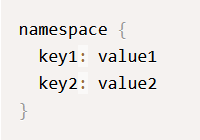 namespace {
  key1: value1
  key2: value2
}